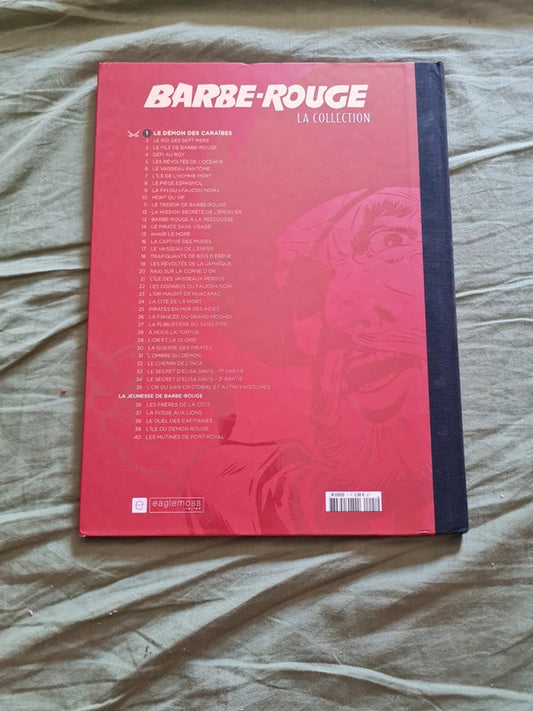 BARBE-ROUGE
LA COLLECTION
1 LE DÉMON DES CARAÏBES
2 LE ROI DES SEPT MERS
3 LE FILS DE BARBE-ROUGE
4 DÉFI AU ROY
5 LES RÉVOLTÉS DE L'OCÉANE
6 LE VAISSEAU FANTÔME
7 L'ÎLE DE L'HOMME MORT
8 LE PIÈGE ESPAGNOL
9 LA FIN DU «FAUCON NOIR»
10 MORT OU VIF
11 LE TRÉSOR DE BARBE-ROUGE
12 LA MISSION SECRÈTE DE L'ÉPERVIER
13 BARBE-ROUGE À LA RESCOUSSE
14 LE PIRATE SANS VISAGE
15 KHAÏR LE MORE
16 LA CAPTIVE DES MORES
17 LE VAISSEAU DE L'ENFER
18 TRAFIQUANTS DE BOIS D'ÉBÈNE
19 LES RÉVOLTÉS DE LA JAMAÏQUE
20 RAID SUR LA CORNE D'OR
21 L'ÎLE DES VAISSEAUX PERDUS
22 LES DISPARUS DU FAUCON NOIR
23 L'OR MAUDIT DE HUACAPAC
24 LA CITÉ DE LA MORT
25 PIRATES EN MER DES INDES
26 LA FIANCÉE DU GRAND MOGHOL
27 LA FLIBUSTIÈRE DU SANS PITIÉ
28 À NOUS LA TORTUE
29 L'OR ET LA GLOIRE
30 LA GUERRE DES PIRATES
31 L'OMBRE DU DÉMON
32 LE CHEMIN DE L'INCA
33 LE SECRET D'ELISA DAVIS - 1RE PARTIE
34 LE SECRET D'ELISA DAVIS - 2E PARTIE
35 L'OR DU SAN-CRISTOBAL ET AUTRES HISTOIRES
LA JEUNESSE DE BARBE-ROUGE
36 LES FRÈRES DE LA CÔTE
37 LA FOSSE AUX LIONS
38 LE DUEL DES CAPITAINES
39 L'ÎLE DU DÉMON ROUGE
40 LES MUTINÉS DE PORT-ROYAL
e eaglemoss
LIMITED